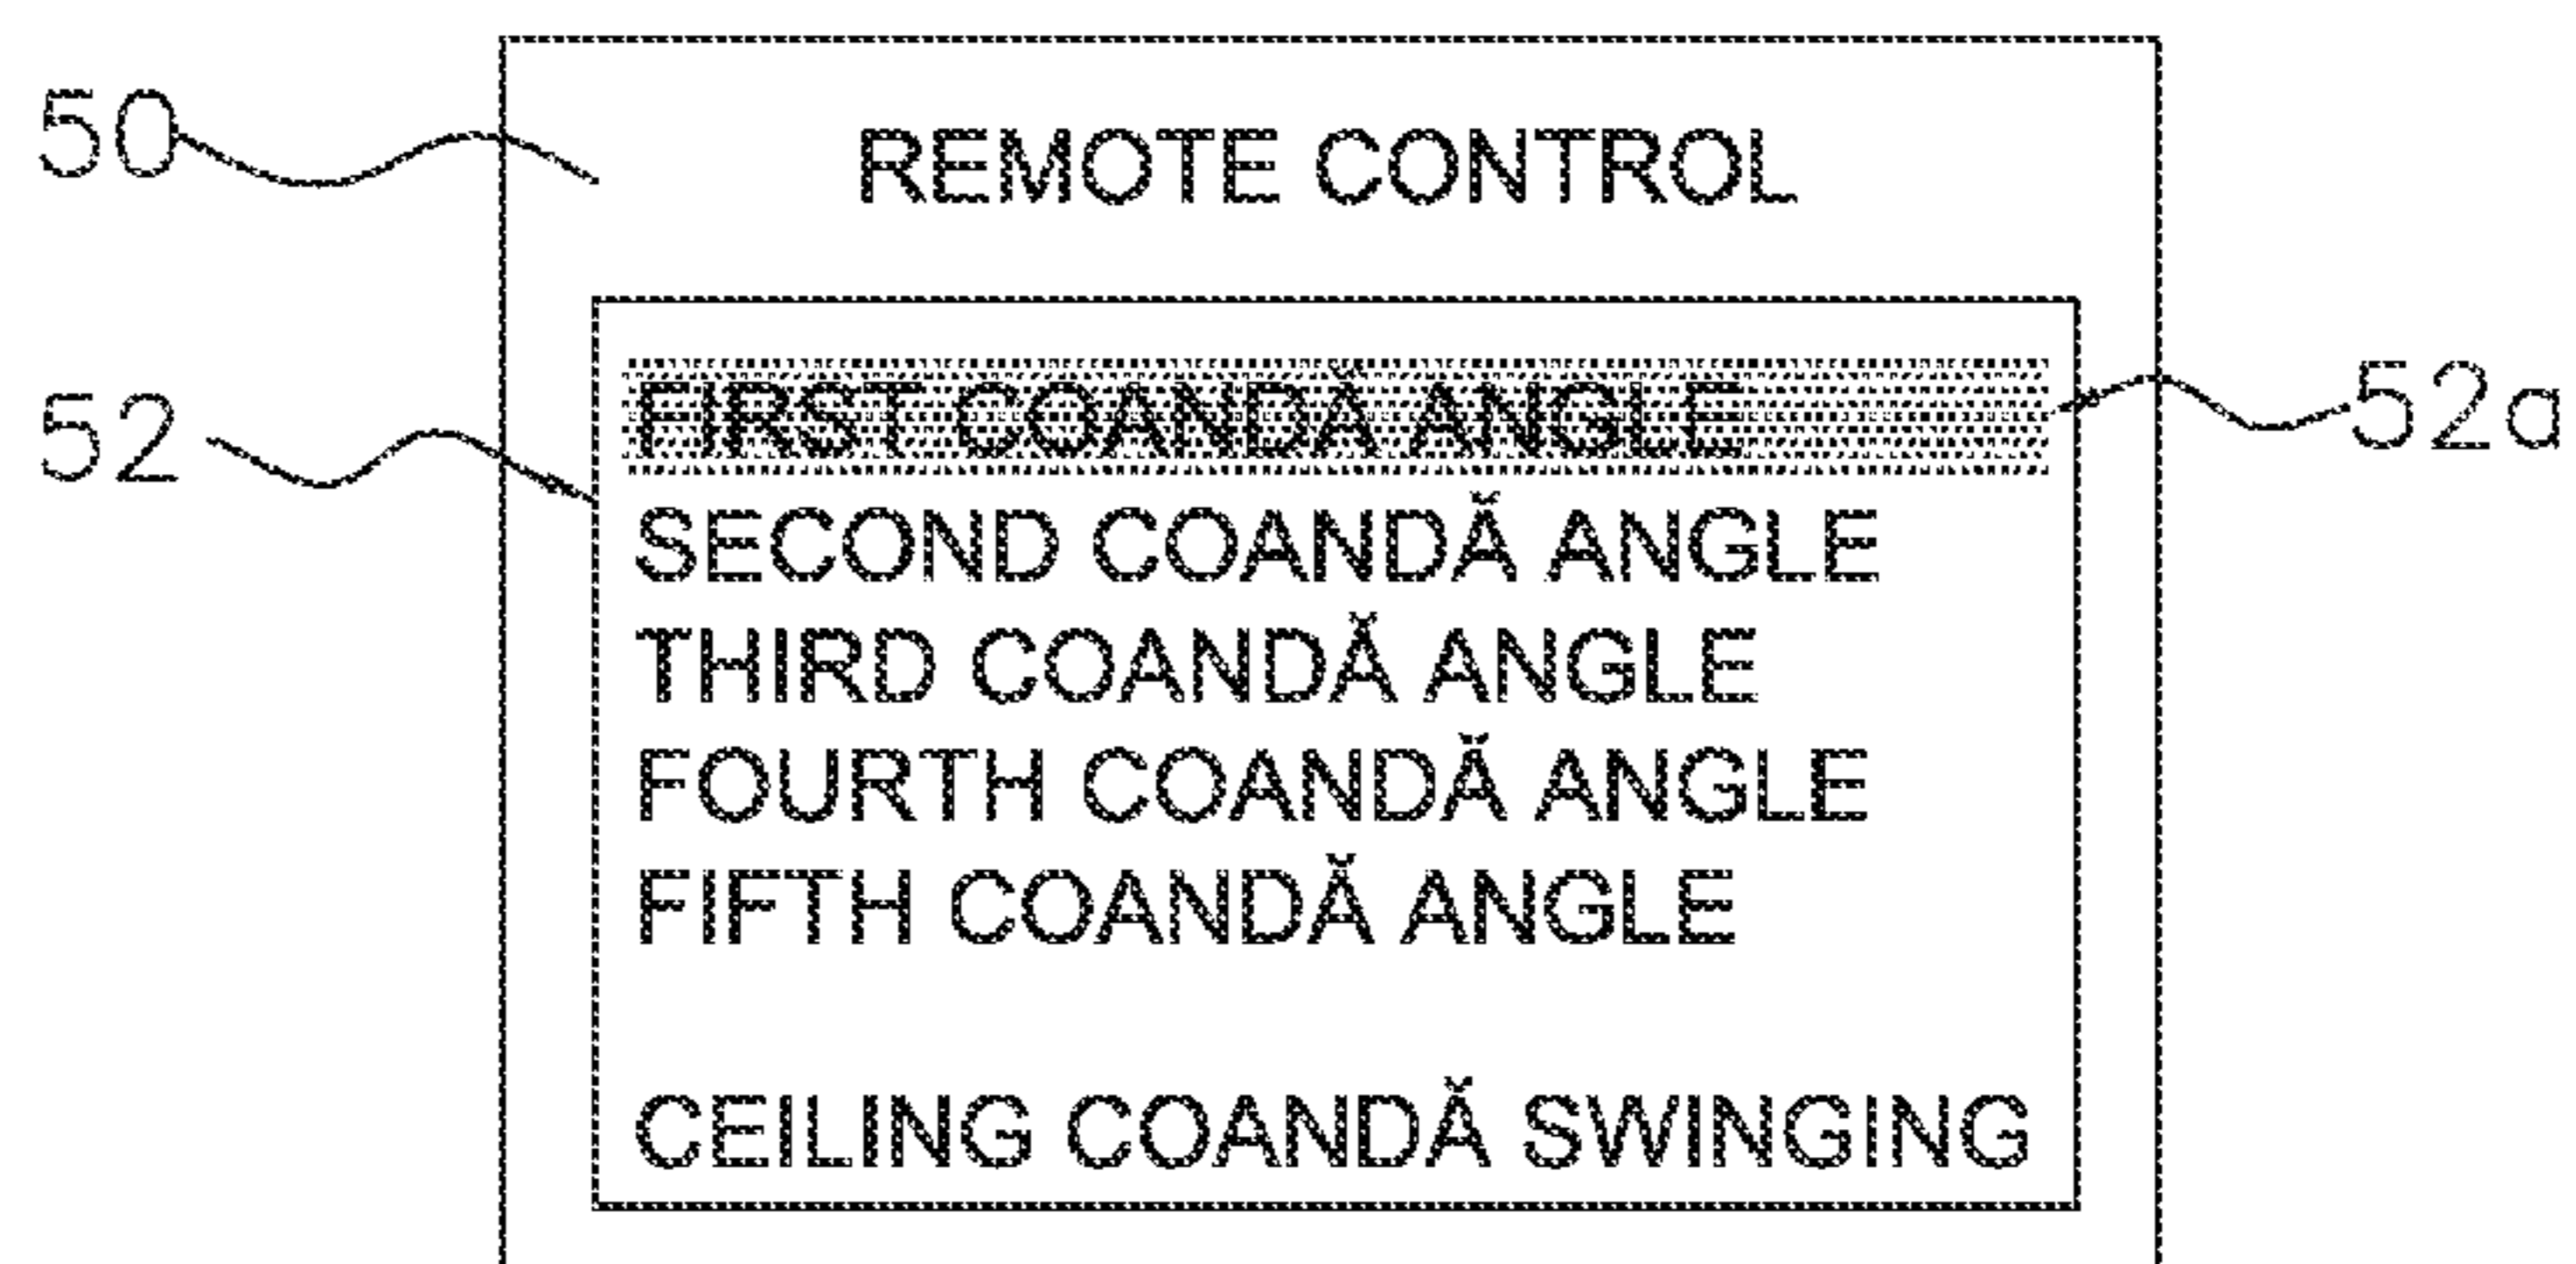 50
REMOTE CONTROL
52
FIRST COANDĂ ANGLE
52a
SECOND COANDĂ ANGLE
THIRD COANDĂ ANGLE
FOURTH COANDĂ ANGLE
FIFTH COANDĂ ANGLE
CEILING COANDĂ SWINGING